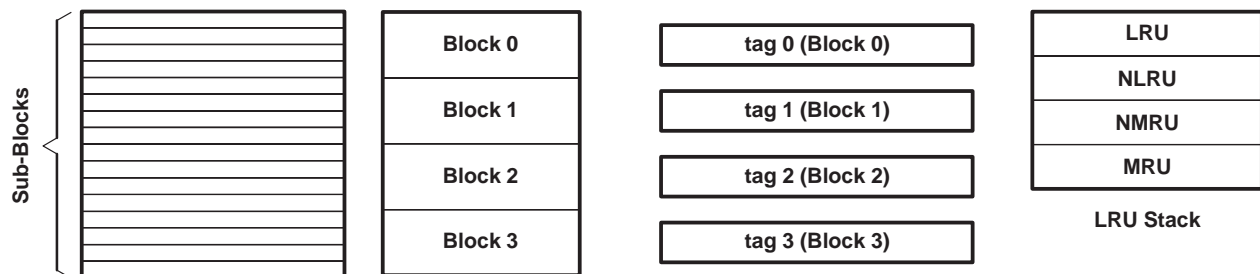 Sub-Blocks
Block 0
Block 1
Block 2
Block 3
tag 0 (Block 0)
tag 1 (Block 1)
tag 2 (Block 2)
tag 3 (Block 3)
LRU
NLRU
NMRU
MRU
LRU Stack